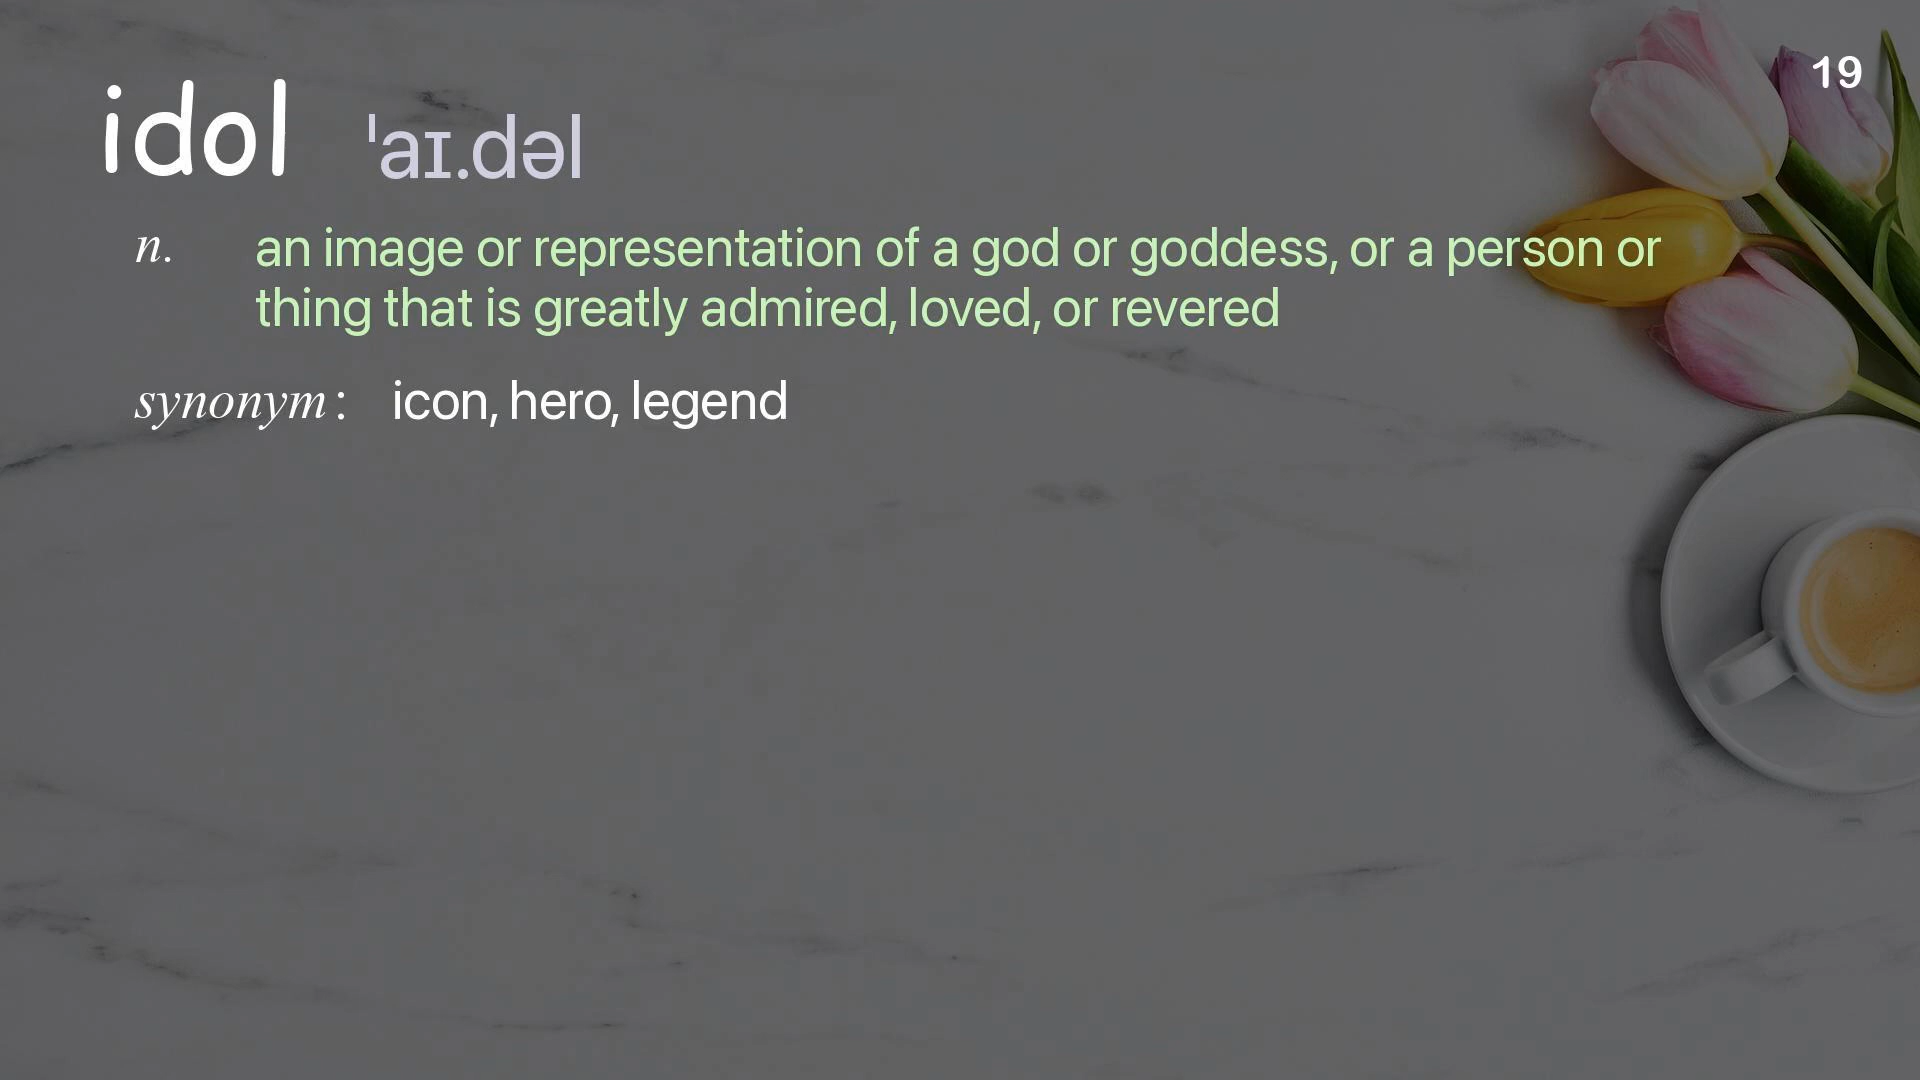 19
idol ˈaɪ.dəl
n. an image or representation of a god or goddess, or a person or
thing that is greatly admired, loved, or revered
synonym : icon, hero, legend